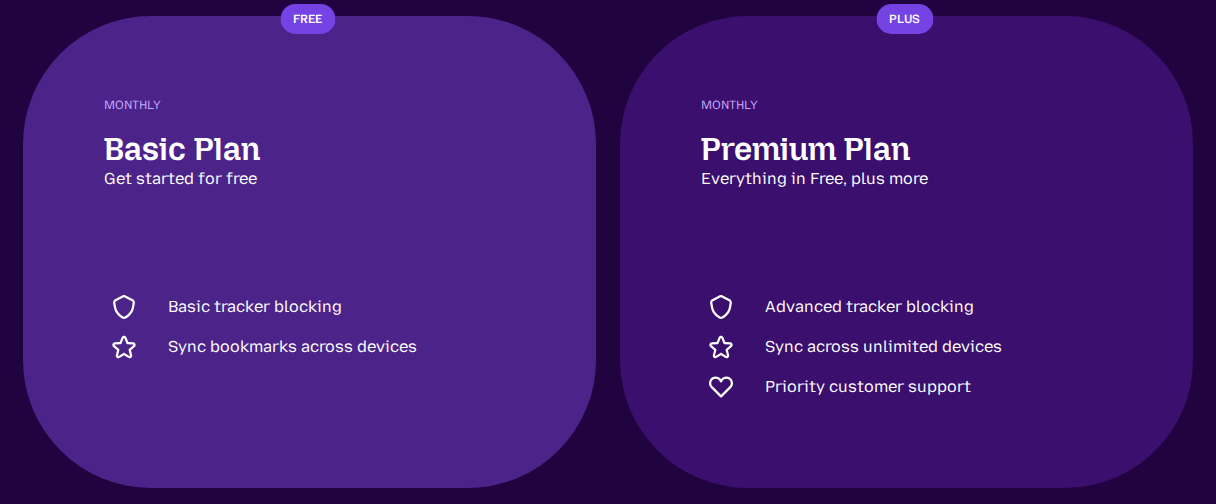 FREE
MONTHLY
Basic Plan
Get started for free
Basic tracker blocking
Sync bookmarks across devices
PLUS
MONTHLY
Premium Plan
Everything in Free, plus more
Advanced tracker blocking
Sync across unlimited devices
Priority customer support